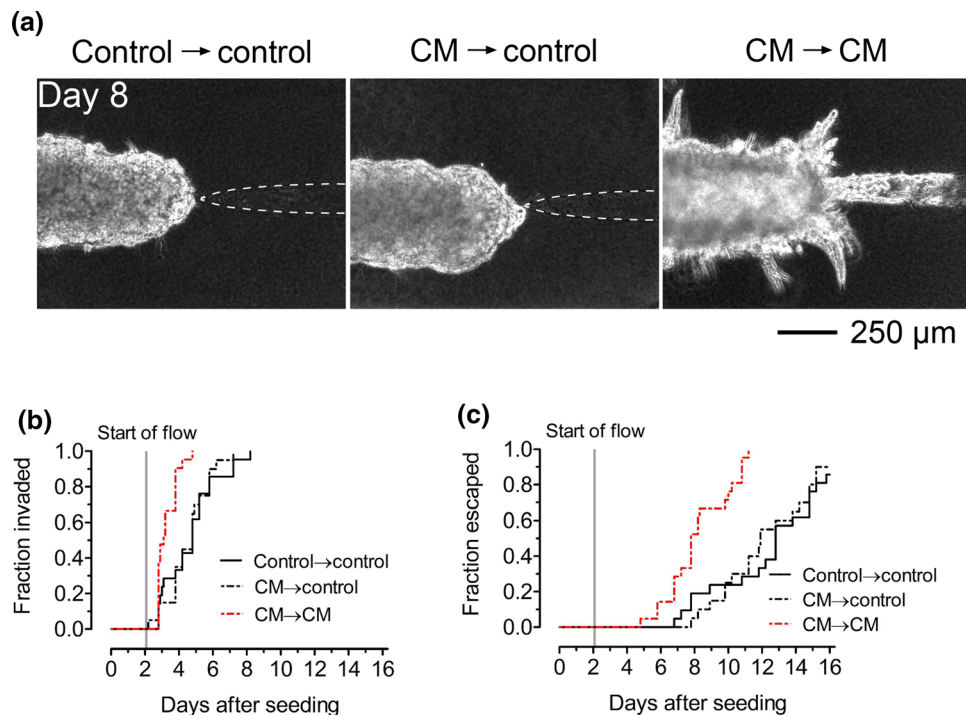 (a)
Control → control
CM → control
CM → CM
Day 8
250 μm
(b)
Start of flow
Fraction invaded
1.0
0.8
0.6
0.4
0.2
0.0
Control→control
CM→control
CM→CM
0 2 4 6 8 10 12 14 16
Days after seeding
(c)
Start of flow
Fraction escaped
1.0
0.8
0.6
0.4
0.2
0.0
Control→control
CM→control
CM→CM
0 2 4 6 8 10 12 14 16
Days after seeding